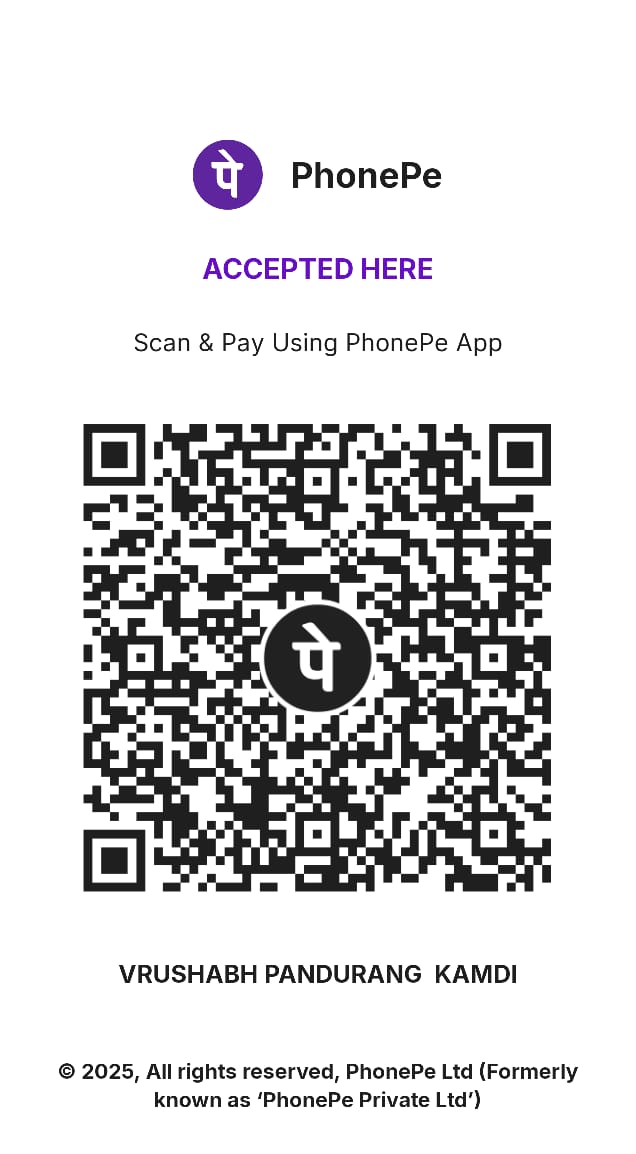 पे PhonePe
ACCEPTED HERE
Scan & Pay Using PhonePe App
पे
VRUSHABH PANDURANG  KAMDI
© 2025, All rights reserved, PhonePe Ltd (Formerly
known as ‘PhonePe Private Ltd’)